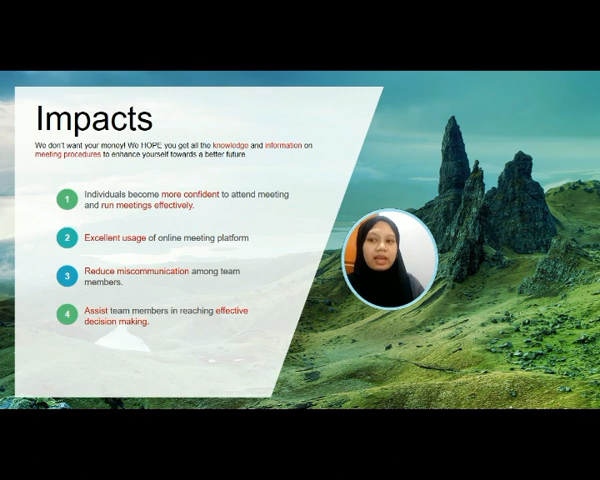 Impacts
We don't want your money! We HOPE you get all the knowledge and information on
meeting procedures to enhance yourself towards a better future.
1 Individuals become more confident to attend meeting
and run meetings effectively.
2 Excellent usage of online meeting platform
3 Reduce miscommunication among team
members.
4 Assist team members in reaching effective
decision making.